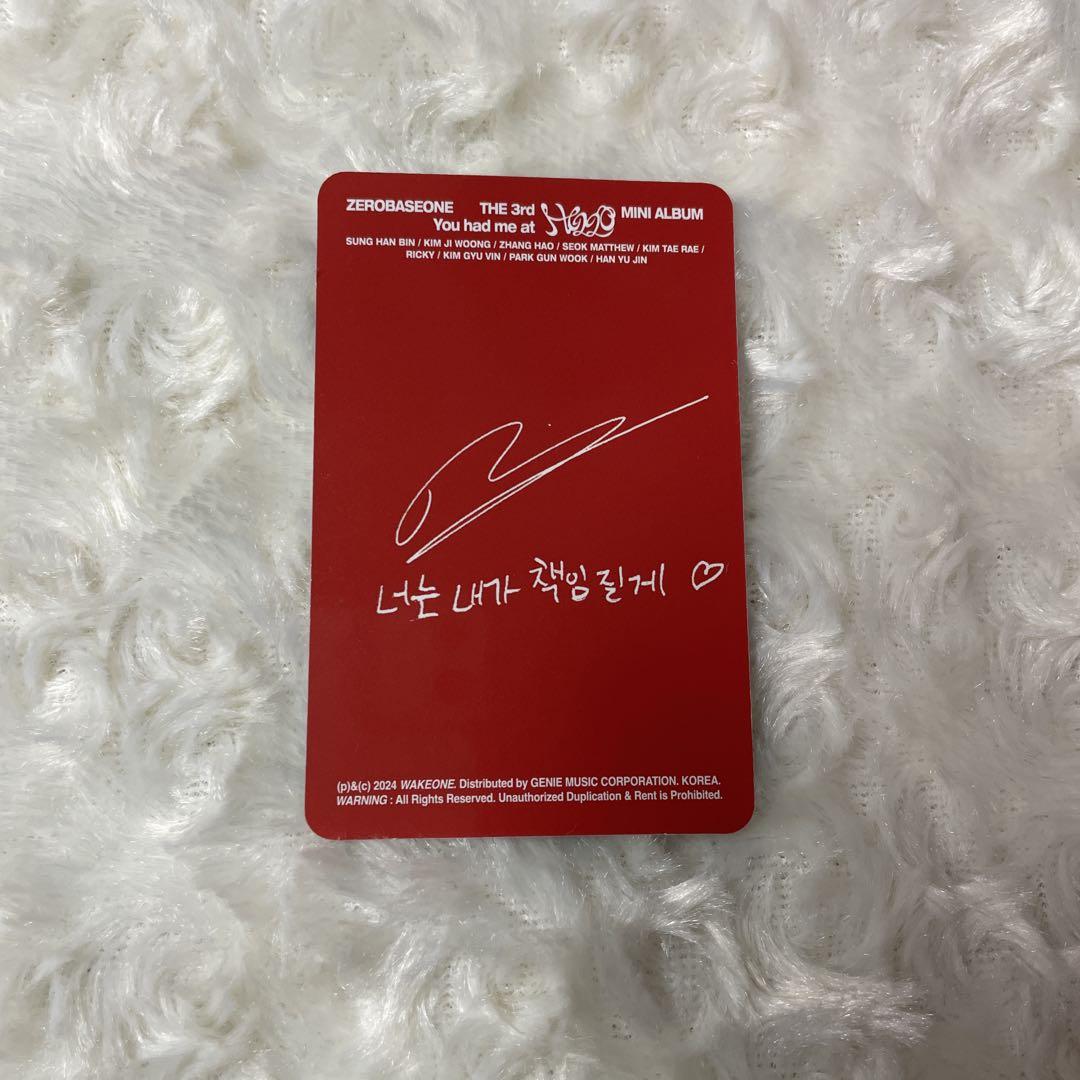 ZEROBASEONE THE 3rd MINI ALBUM
You had me at HELLO
SUNG HAN BIN / KIM JI WOONG / ZHANG HAO / SEOK MATTHEW / KIM TAE RAE /
RICKY / KIM GYU VIN / PARK GUN WOOK / HAN YU JIN
너는 내가 책임 질게 ♡
(p)&(c) 2024 WAKEONE. Distributed by GENIE MUSIC CORPORATION. KOREA.
WARNING : All Rights Reserved. Unauthorized Duplication & Rent is Prohibited.